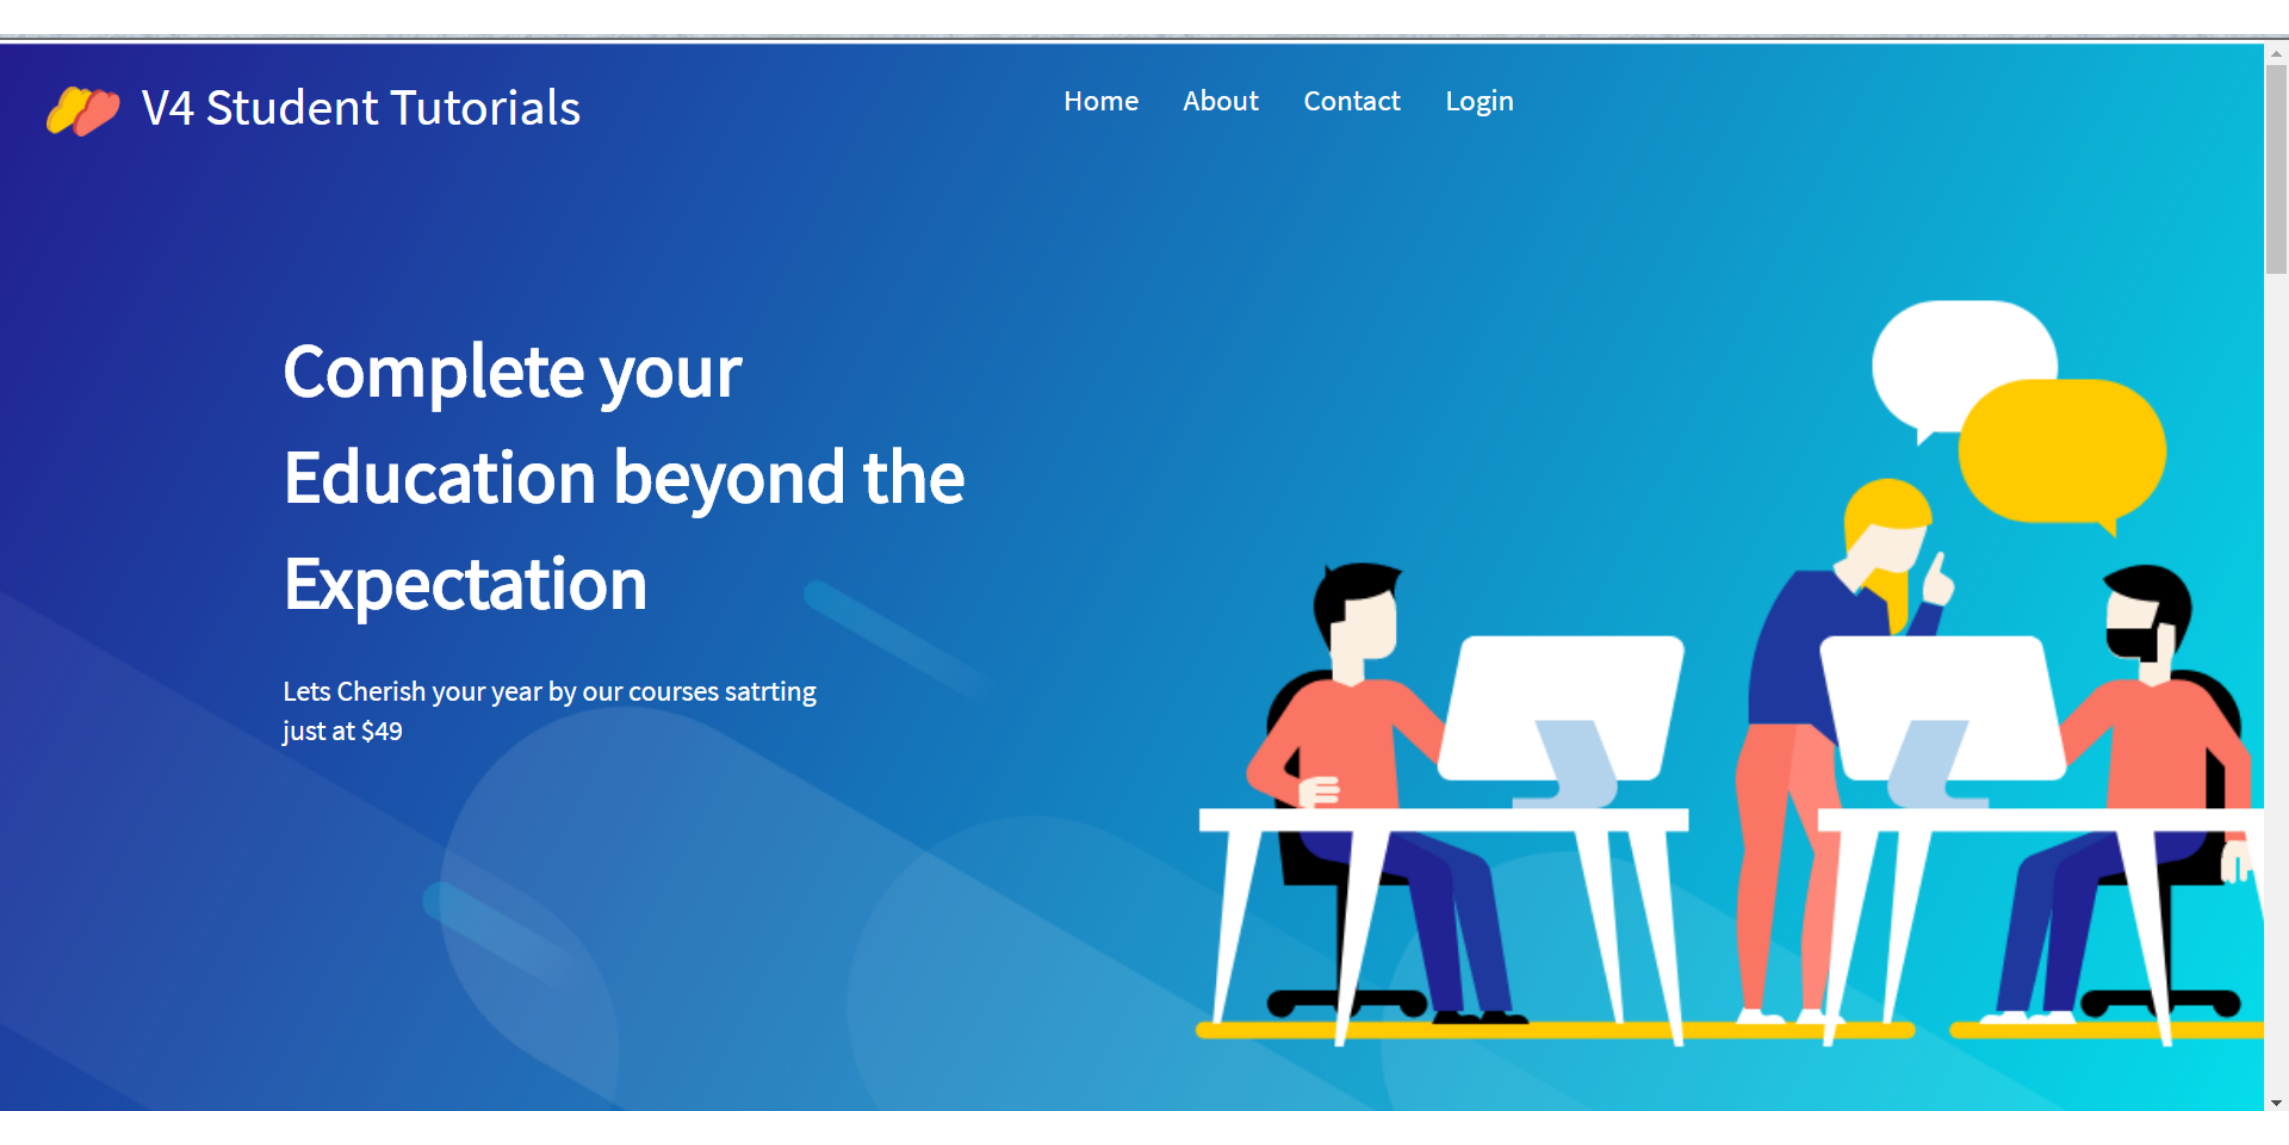 V4 Student Tutorials
Home About Contact Login
Complete your
Education beyond the
Expectation
Lets Cherish your year by our courses satrting
just at $49